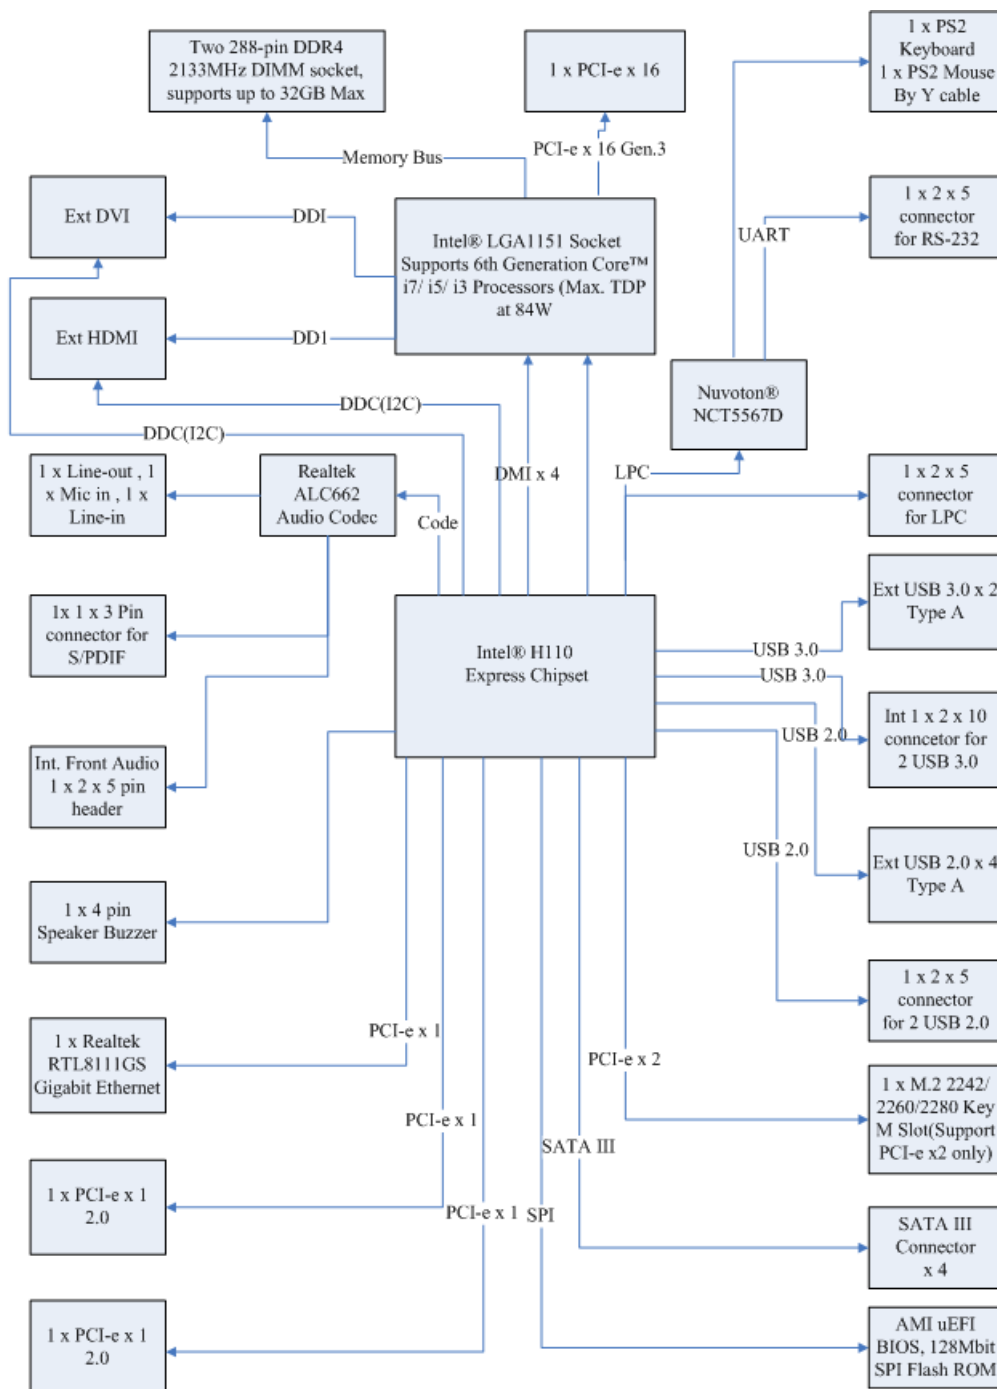 Two 288-pin DDR4
2133MHz DIMM socket,
supports up to 32GB Max
1 x PCI-e x 16
1 x PS2
Keyboard
1 x PS2 Mouse
By Y cable
Memory Bus
PCI-e x 16 Gen.3
Ext DVI
DDI
Intel® LGA1151 Socket
Supports 6th Generation Core™
i7/ i5/ i3 Processors (Max. TDP
at 84W
UART
1 x 2 x 5
connector
for RS-232
Ext HDMI
DD1
Nuvoton®
NCT5567D
DDC(I2C)
DDC(I2C)
1 x Line-out , 1
x Mic in , 1 x
Line-in
Realtek
ALC662
Audio Codec
Code
DMI x 4
LPC
1 x 2 x 5
connector
for LPC
1x 1 x 3 Pin
connector for
S/PDIF
Intel® H110
Express Chipset
USB 3.0
Ext USB 3.0 x 2
Type A
USB 3.0
USB 2.0
Int 1 x 2 x 10
conncetor for
2 USB 3.0
Int. Front Audio
1 x 2 x 5 pin
header
USB 2.0
Ext USB 2.0 x 4
Type A
1 x 4 pin
Speaker Buzzer
1 x 2 x 5
connector
for 2 USB 2.0
PCI-e x 1
1 x Realtek
RTL8111GS
Gigabit Ethernet
PCI-e x 2
1 x M.2 2242/
2260/2280 Key
M Slot(Support
PCI-e x2 only)
PCI-e x 1
SATA III
1 x PCI-e x 1
2.0
PCI-e x 1
SPI
SATA III
Connector
x 4
1 x PCI-e x 1
2.0
AMI uEFI
BIOS, 128Mbit
SPI Flash ROM